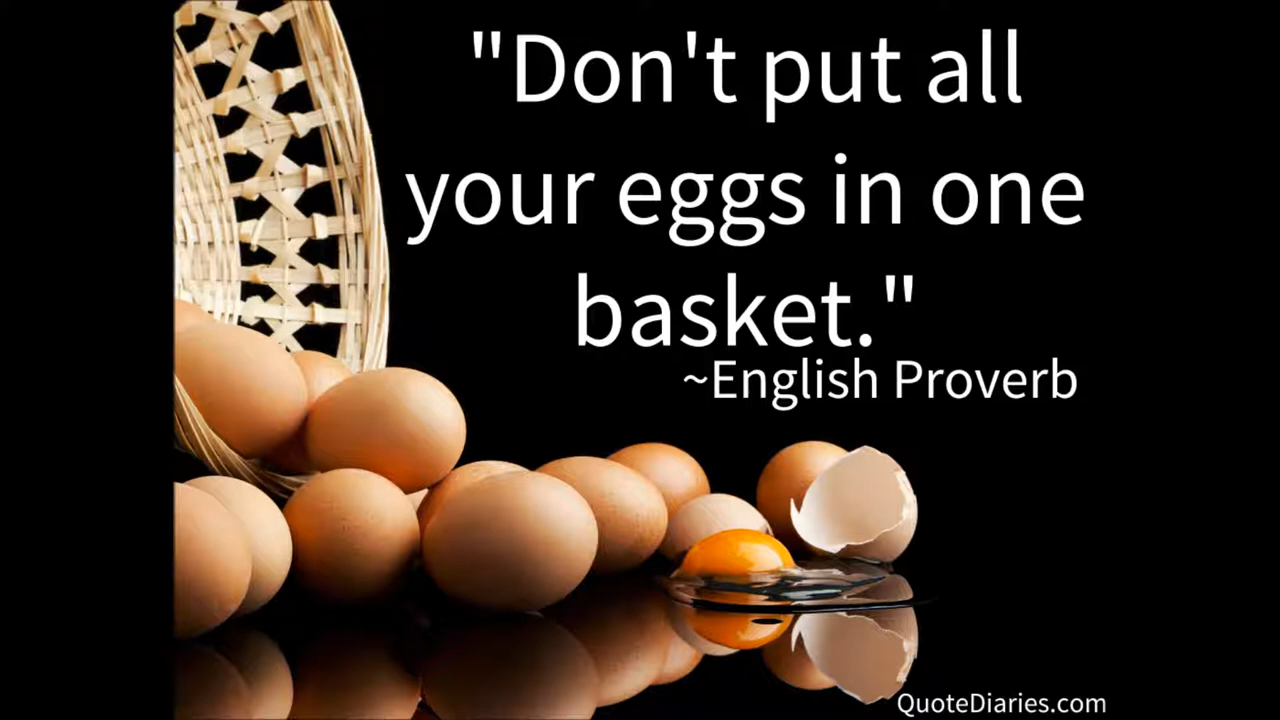 "Don't put all
your eggs in one
basket."
~English Proverb
QuoteDiaries.com